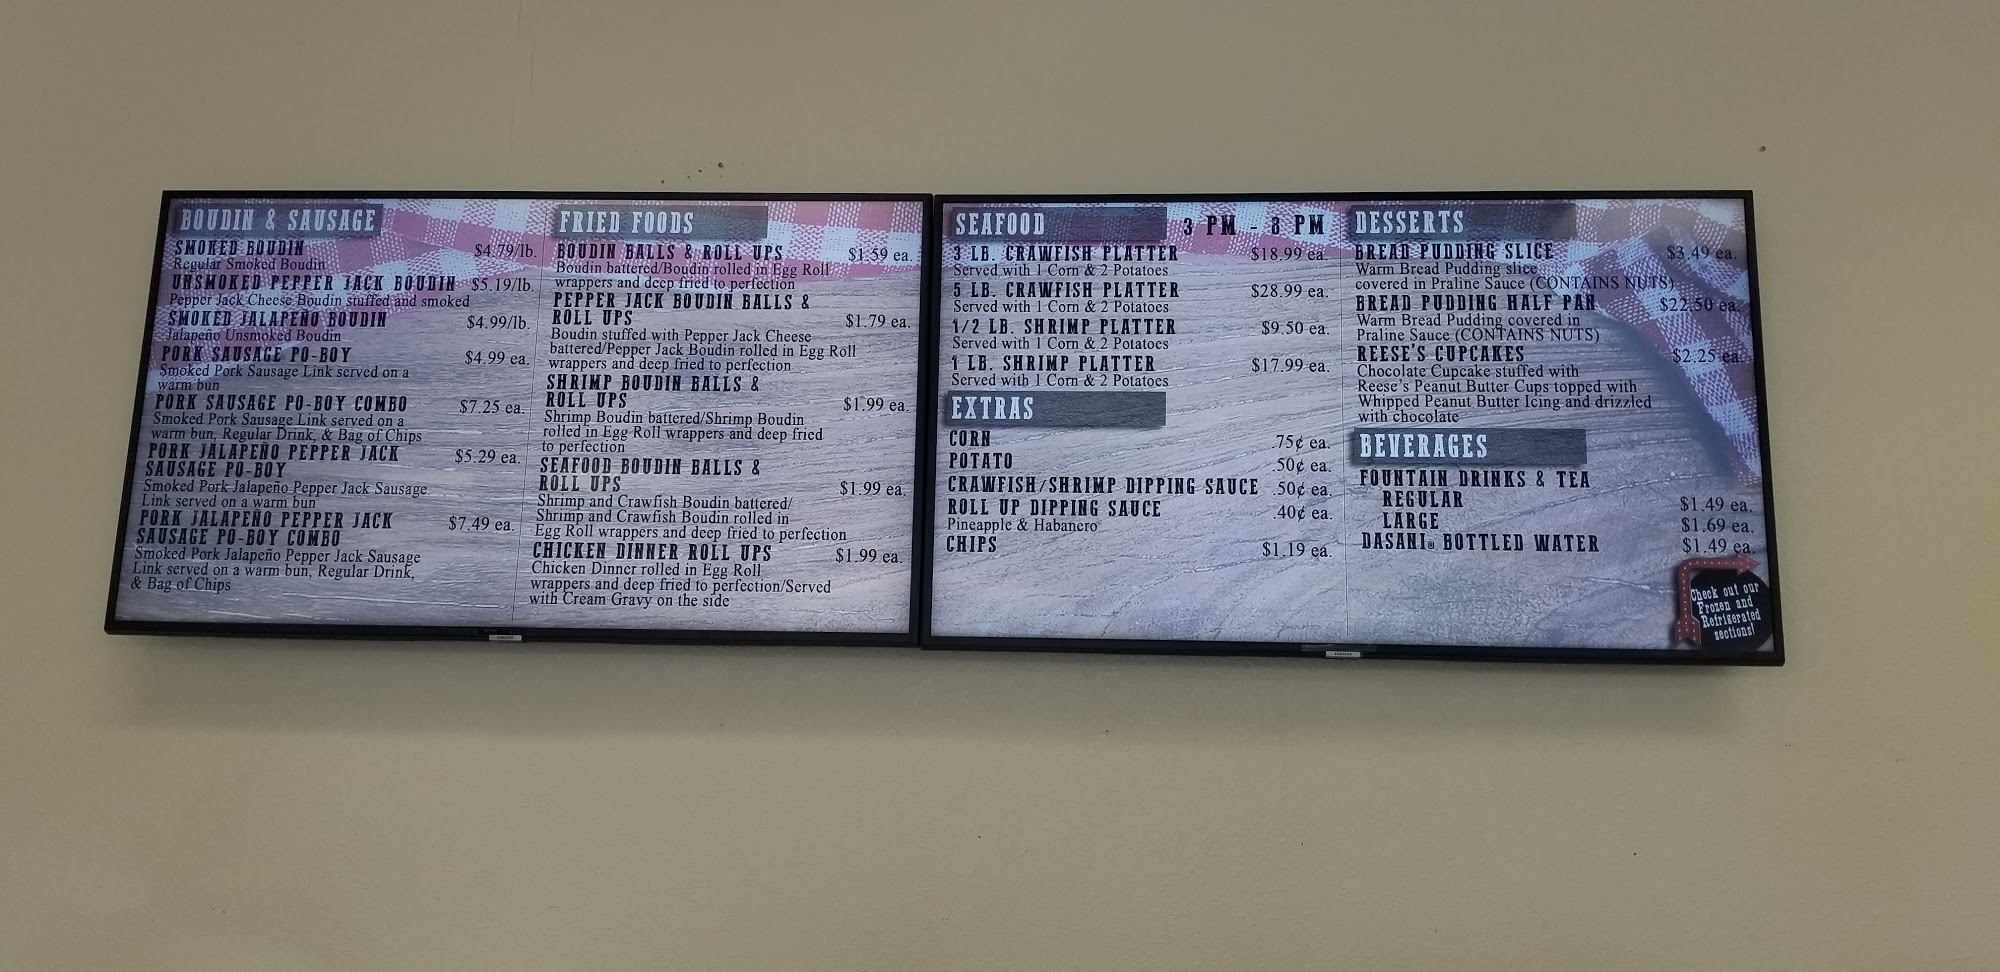 BOUDIN & SAUSAGE
SMOKED BOUDIN $4.79/lb.
Regular Smoked Boudin
UNSMOKED PEPPER JACK BOUDIN $5.19/lb.
Pepper Jack Cheese Boudin stuffed and smoked
SMOKED JALAPEÑO BOUDIN $4.99/lb.
Jalapeño Unsmoked Boudin
PORK SAUSAGE PO-BOY $4.99 ea.
Smoked Pork Sausage Link served on a
warm bun
PORK SAUSAGE PO-BOY COMBO $7.25 ea.
Smoked Pork Sausage Link served on a
warm bun, Regular Drink, & Bag of Chips
PORK JALAPEÑO PEPPER JACK $5.29 ea.
SAUSAGE PO-BOY
Smoked Pork Jalapeño Pepper Jack Sausage
Link served on a warm bun
PORK JALAPEÑO PEPPER JACK $7.49 ea.
SAUSAGE PO-BOY COMBO
Smoked Pork Jalapeño Pepper Jack Sausage
Link served on a warm bun, Regular Drink,
& Bag of Chips
FRIED FOODS
BOUDIN BALLS & ROLL UPS $1.59 ea.
Boudin battered/Boudin rolled in Egg Roll
wrappers and deep fried to perfection
PEPPER JACK BOUDIN BALLS &
ROLL UPS $1.79 ea.
Boudin stuffed with Pepper Jack Cheese
battered/Pepper Jack Boudin rolled in Egg Roll
wrappers and deep fried to perfection
SHRIMP BOUDIN BALLS &
ROLL UPS $1.99 ea.
Shrimp Boudin battered/Shrimp Boudin
rolled in Egg Roll wrappers and deep fried
to perfection
SEAFOOD BOUDIN BALLS &
ROLL UPS $1.99 ea.
Shrimp and Crawfish Boudin battered/
Shrimp and Crawfish Boudin rolled in
Egg Roll wrappers and deep fried to perfection
CHICKEN DINNER ROLL UPS $1.99 ea.
Chicken Dinner rolled in Egg Roll
wrappers and deep fried to perfection/Served
with Cream Gravy on the side
SEAFOOD 3 PM - 8 PM
3 LB. CRAWFISH PLATTER $18.99 ea.
Served with 1 Corn & 2 Potatoes
5 LB. CRAWFISH PLATTER $28.99 ea.
Served with 1 Corn & 2 Potatoes
1/2 LB. SHRIMP PLATTER $9.50 ea.
Served with 1 Corn & 2 Potatoes
1 LB. SHRIMP PLATTER $17.99 ea.
Served with 1 Corn & 2 Potatoes
EXTRAS
CORN .75¢ ea.
POTATO .50¢ ea.
CRAWFISH/SHRIMP DIPPING SAUCE .50¢ ea.
ROLL UP DIPPING SAUCE .40¢ ea.
Pineapple & Habanero
CHIPS $1.19 ea.
DESSERTS
BREAD PUDDING SLICE $3.49 ea.
Warm Bread Pudding slice
covered in Praline Sauce (CONTAINS NUTS)
BREAD PUDDING HALF PAN $22.50 ea.
Warm Bread Pudding covered in
Praline Sauce (CONTAINS NUTS)
REESE'S CUPCAKES $2.25 ea.
Chocolate Cupcake stuffed with
Reese's Peanut Butter Cups topped with
Whipped Peanut Butter Icing and drizzled
with chocolate
BEVERAGES
FOUNTAIN DRINKS & TEA
REGULAR $1.49 ea.
LARGE $1.69 ea.
DASANI® BOTTLED WATER $1.49 ea.
Check out our
Frozen and
Refrigerated
sections!
SAMSUNG
SAMSUNG